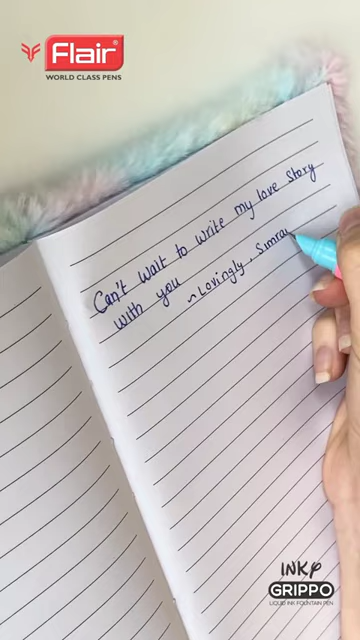 Flair®
WORLD CLASS PENS
Can't wait to write my love story
with you
~Lovingly, Simran
INKy
GRIPPO
LIQUID INK FOUNTAIN PEN